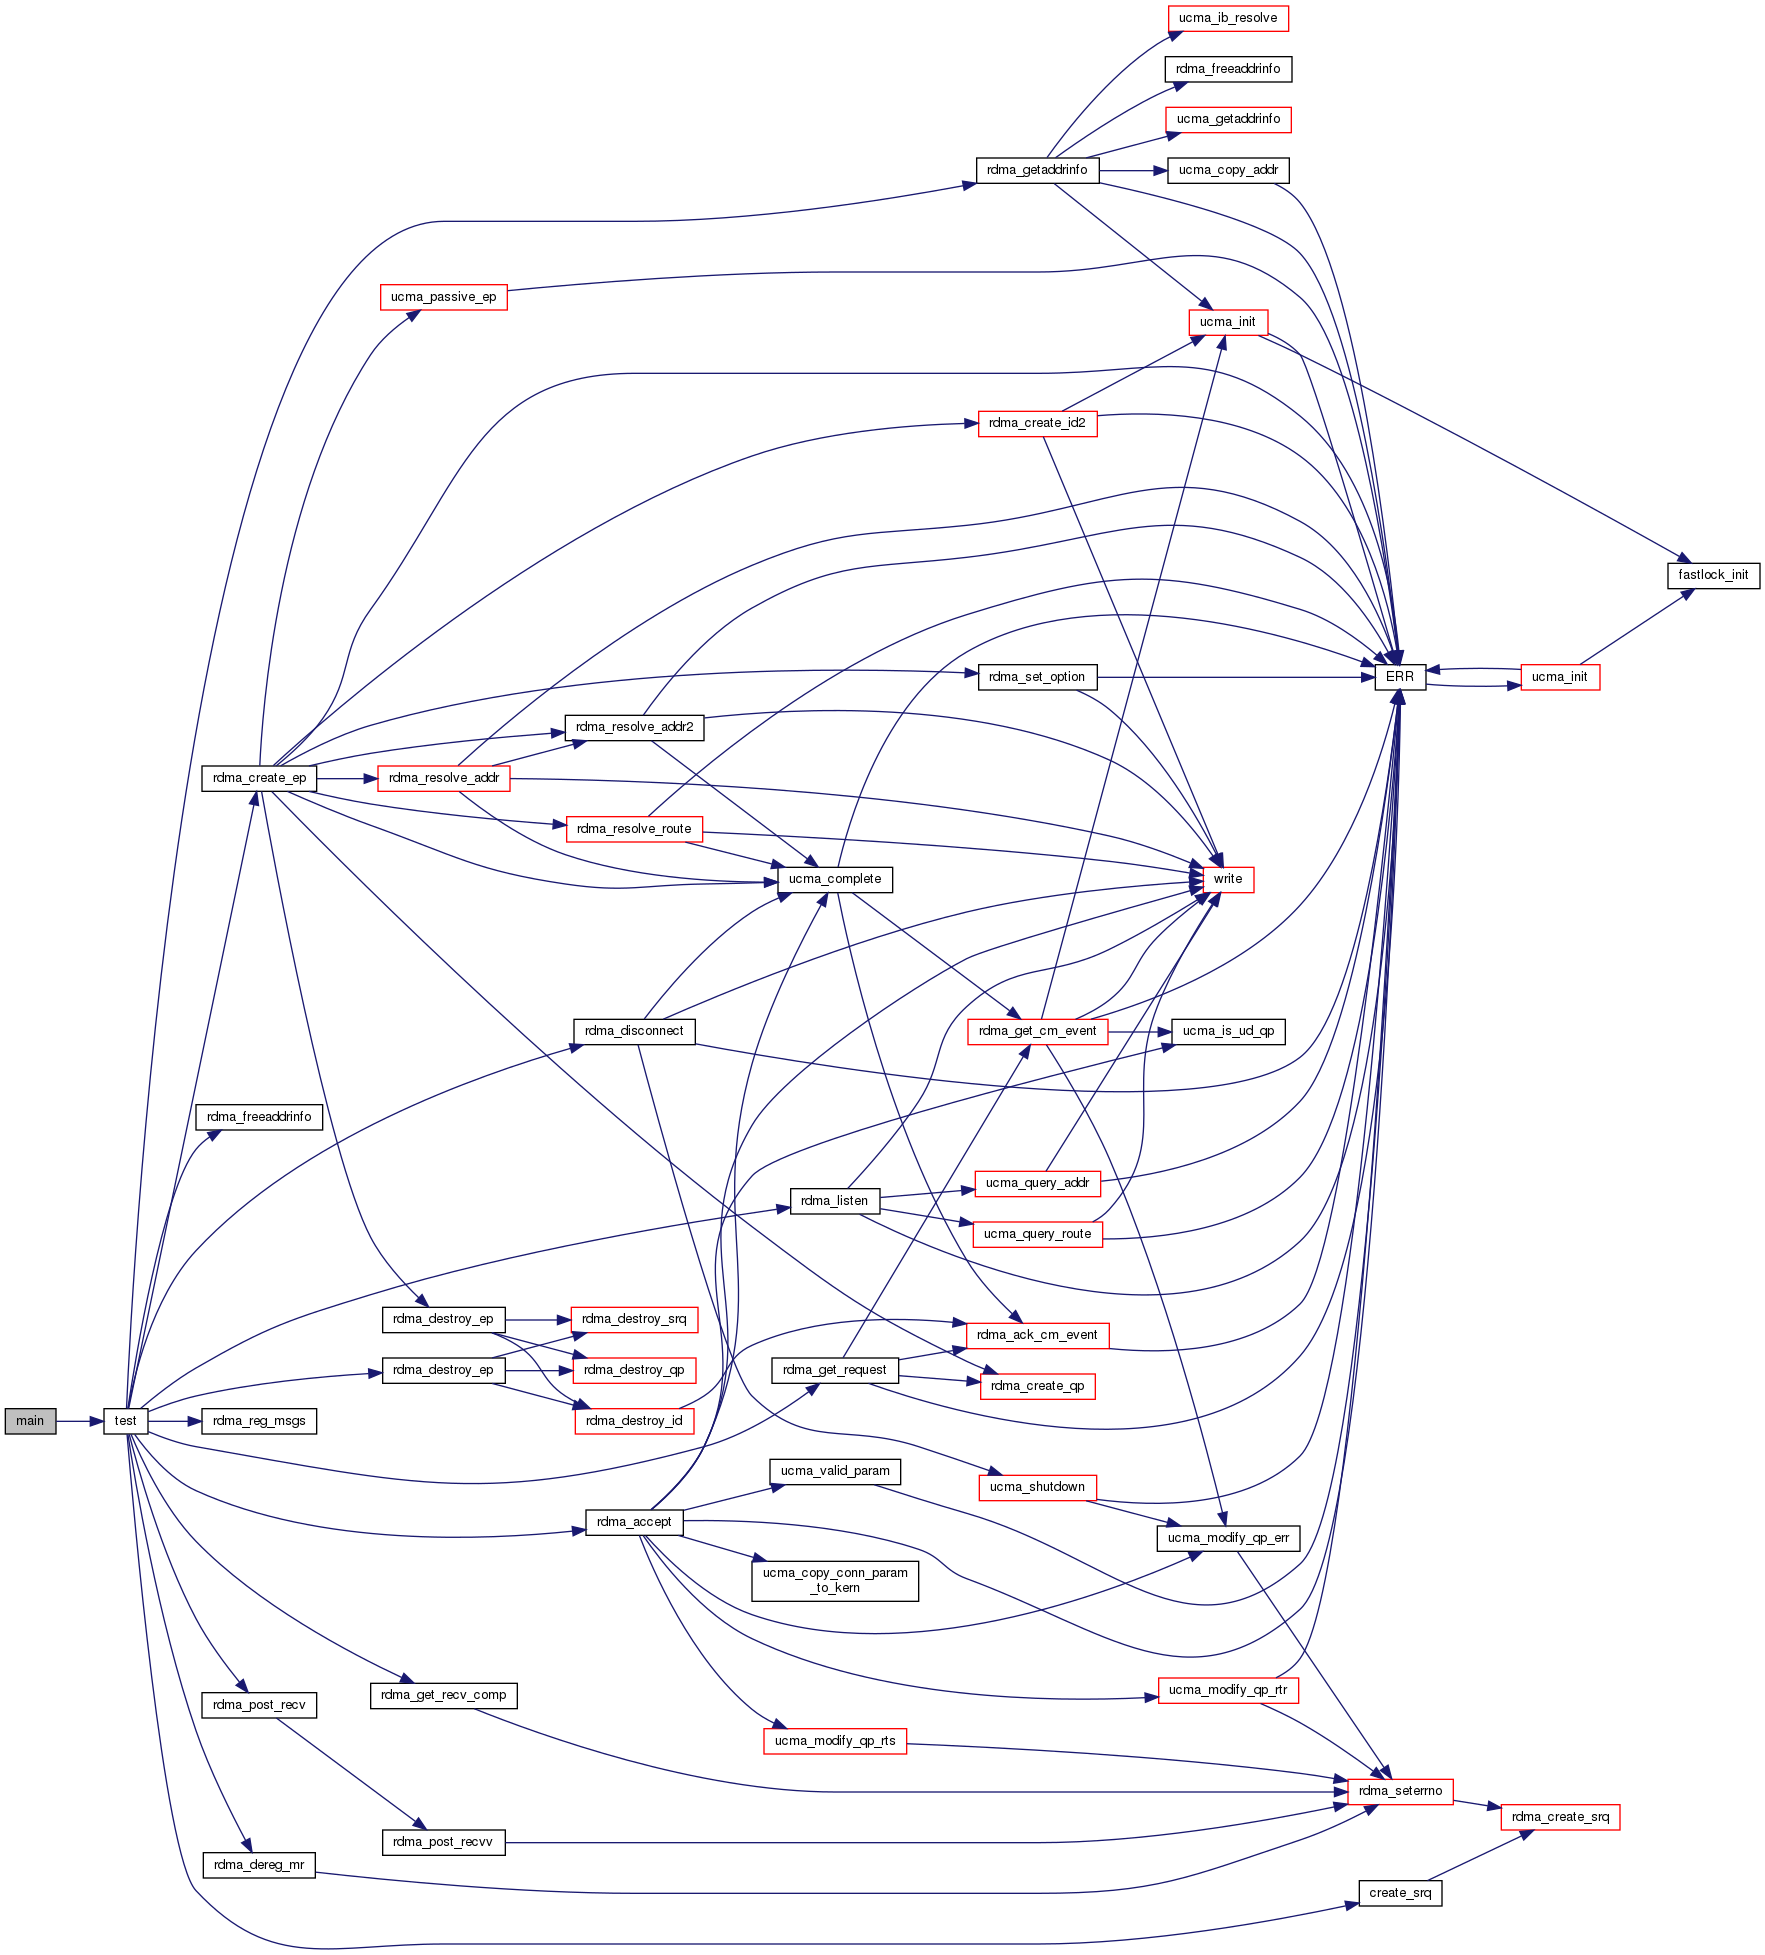 ucma_ib_resolve
rdma_freeaddrinfo
ucma_getaddrinfo
rdma_getaddrinfo
ucma_copy_addr
ucma_passive_ep
ucma_init
rdma_create_id2
fastlock_init
rdma_set_option
ERR
ucma_init
rdma_resolve_addr2
rdma_create_ep
rdma_resolve_addr
rdma_resolve_route
ucma_complete
write
rdma_disconnect
rdma_get_cm_event
ucma_is_ud_qp
rdma_freeaddrinfo
ucma_query_addr
rdma_listen
ucma_query_route
rdma_destroy_ep
rdma_destroy_srq
rdma_ack_cm_event
rdma_destroy_ep
rdma_destroy_qp
rdma_get_request
rdma_create_qp
main
test
rdma_reg_msgs
rdma_destroy_id
ucma_valid_param
ucma_shutdown
rdma_accept
ucma_modify_qp_err
ucma_copy_conn_param
_to_kern
rdma_get_recv_comp
ucma_modify_qp_rtr
rdma_post_recv
ucma_modify_qp_rts
rdma_seterrno
rdma_create_srq
rdma_post_recvv
rdma_dereg_mr
create_srq